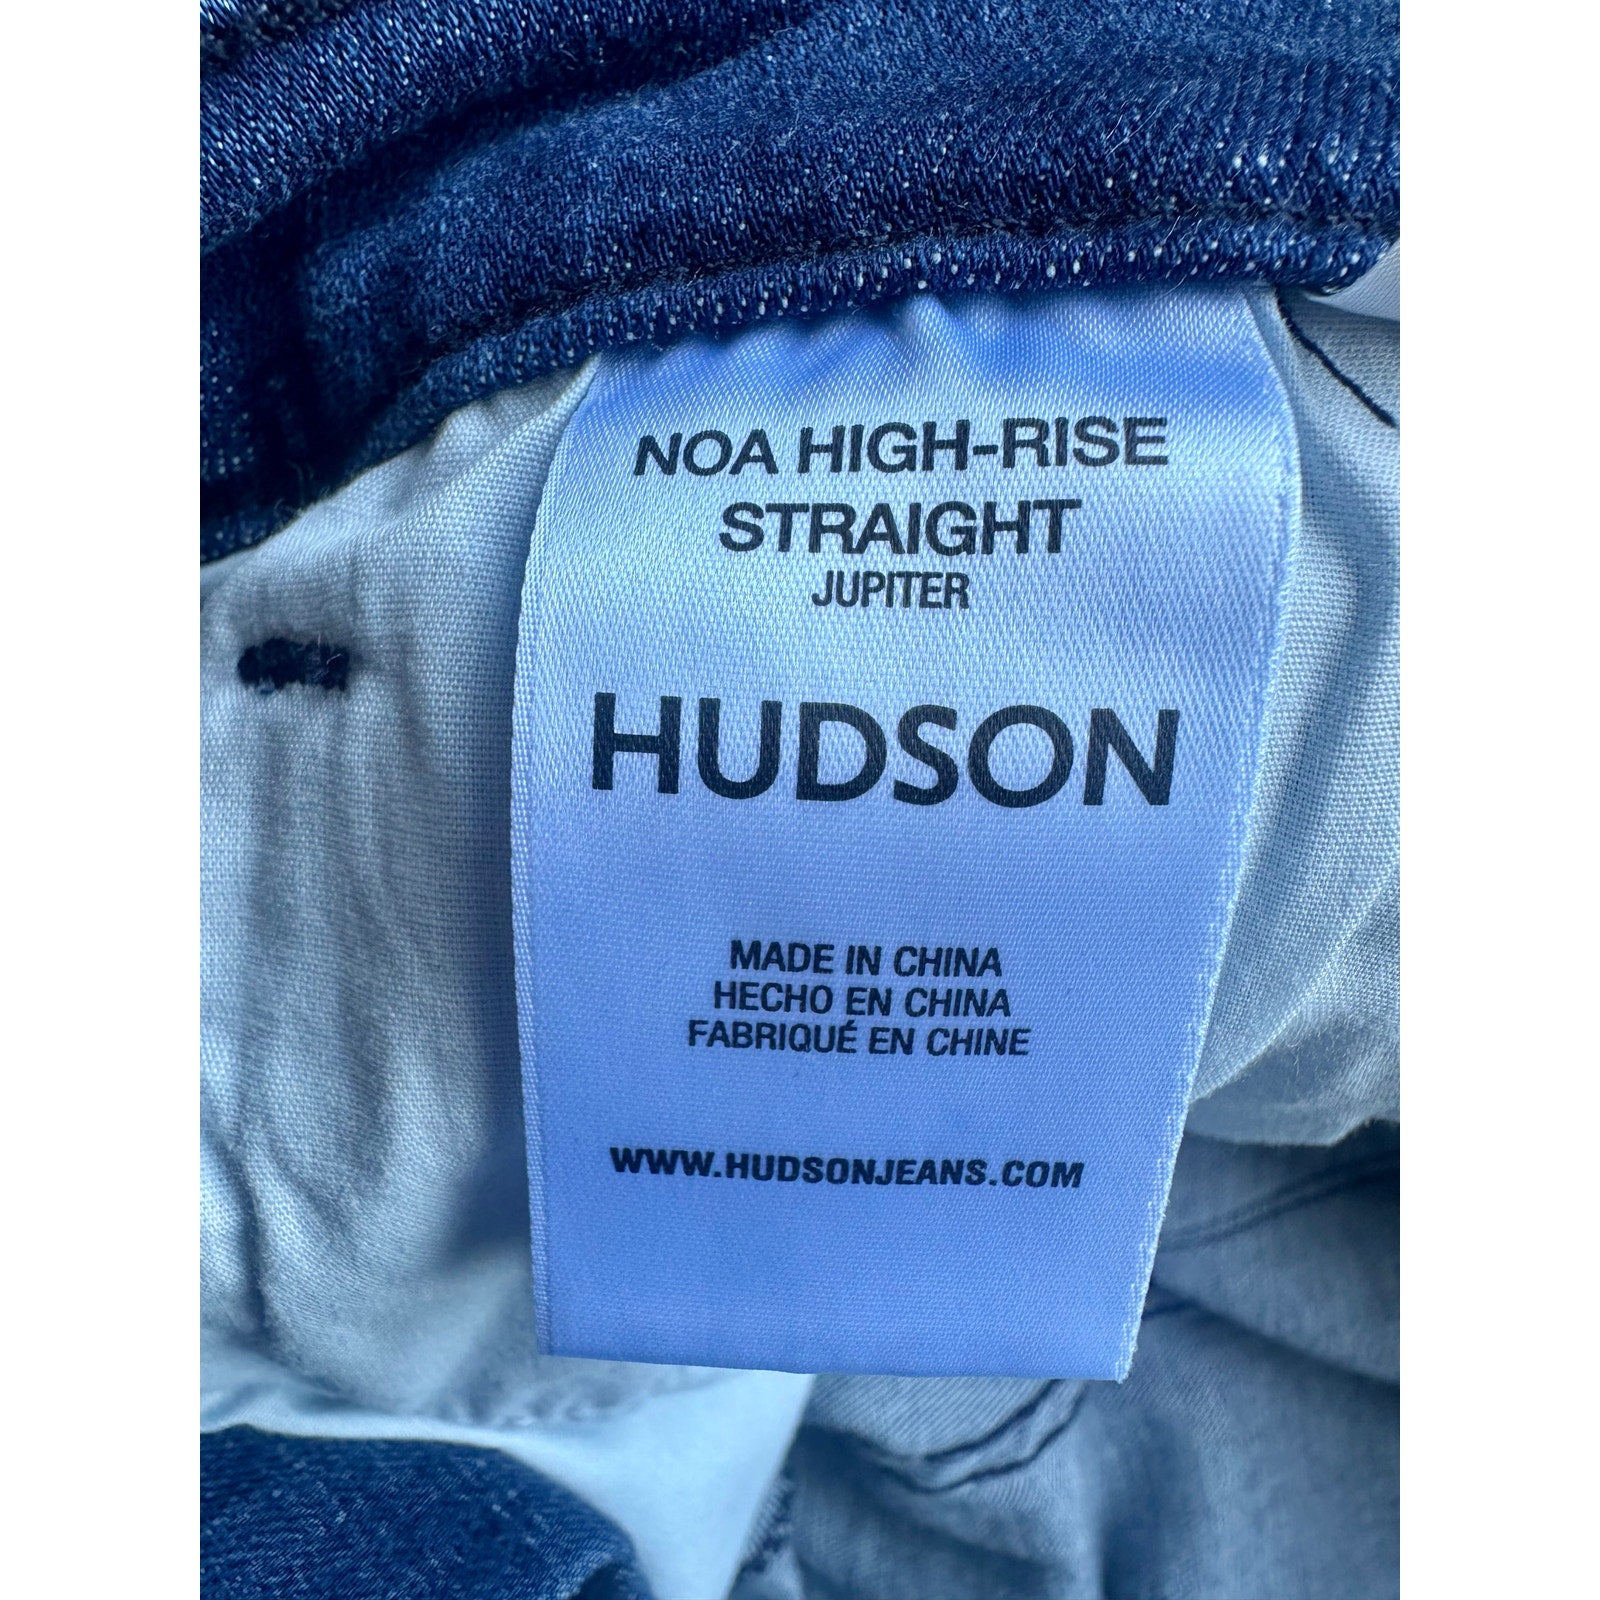 NOA HIGH-RISE
STRAIGHT
JUPITER
HUDSON
MADE IN CHINA
HECHO EN CHINA
FABRIQUÉ EN CHINE
WWW.HUDSONJEANS.COM